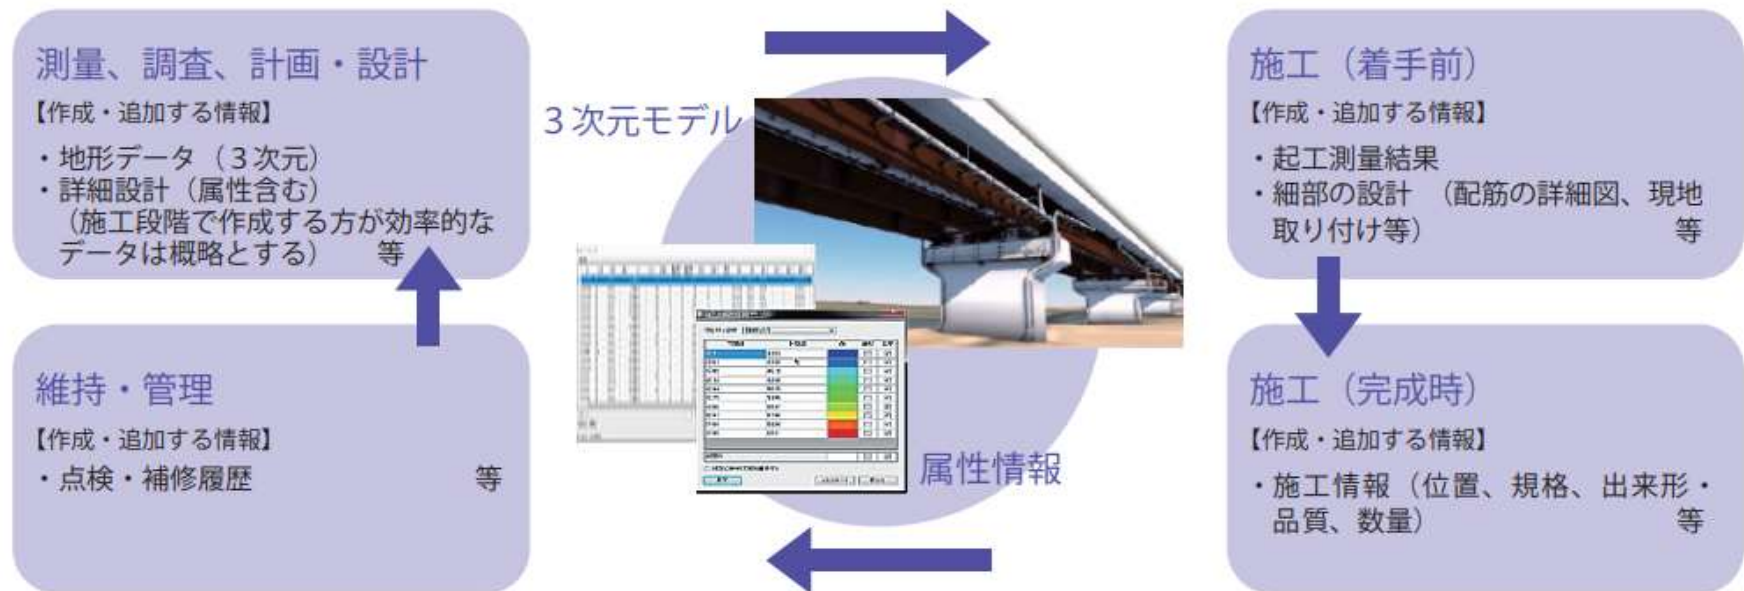 測量、調査、計画・設計
【作成・追加する情報】
・地形データ（３次元）
・詳細設計（属性含む）
（施工段階で作成する方が効率的な
データは概略とする）　　等
３次元モデル
施工（着手前）
【作成・追加する情報】
・起工測量結果
・細部の設計　（配筋の詳細図、現地
取り付け等）　　等
維持・管理
【作成・追加する情報】
・点検・補修履歴　　等
属性情報
施工（完成時）
【作成・追加する情報】
・施工情報（位置、規格、出来形・
品質、数量）　　等